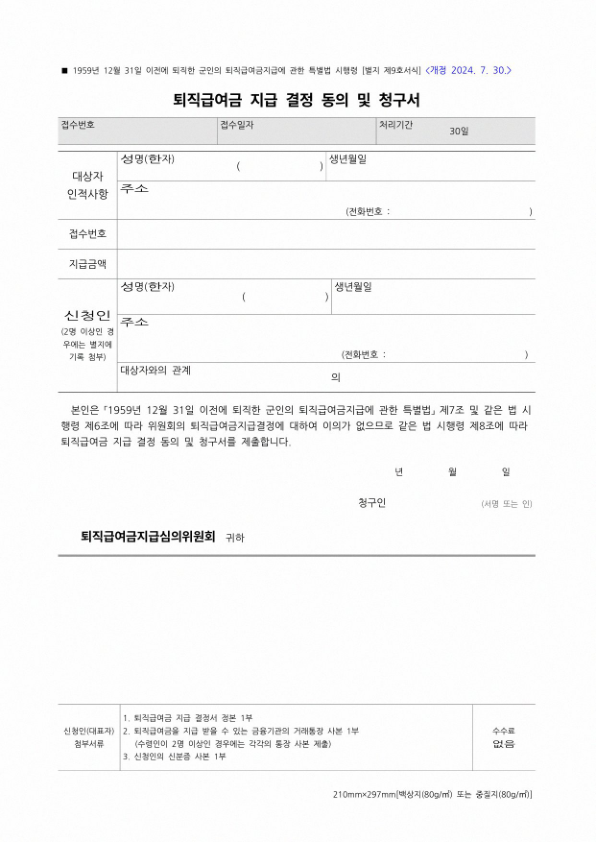 ■ 1959년 12월 31일 이전에 퇴직한 군인의 퇴직급여금지급에 관한 특별법 시행령 [별지 제9호서식] <개정 2024. 7. 30.>
퇴직급여금 지급 결정 동의 및 청구서
접수번호 접수일자 처리기간 30일
대상자 인적사항
성명(한자) ( ) 생년월일
주소
(전화번호 : )
접수번호
지급금액
신청인
(2명 이상인 경
우에는 별지에
기록 첨부)
성명(한자) ( ) 생년월일
주소
(전화번호 : )
대상자와의 관계 의
본인은 「1959년 12월 31일 이전에 퇴직한 군인의 퇴직급여금지급에 관한 특별법」 제7조 및 같은 법 시
행령 제6조에 따라 위원회의 퇴직급여금지급결정에 대하여 이의가 없으므로 같은 법 시행령 제8조에 따라
퇴직급여금 지급 결정 동의 및 청구서를 제출합니다.
년 월 일
청구인 (서명 또는 인)
퇴직급여금지급심의위원회 귀하
신청인(대표자)
첨부서류
1. 퇴직급여금 지급 결정서 정본 1부
2. 퇴직급여금을 지급 받을 수 있는 금융기관의 거래통장 사본 1부
(수령인이 2명 이상인 경우에는 각각의 통장 사본 제출)
3. 신청인의 신분증 사본 1부
수수료
없음
210mm×297mm[백상지(80g/㎡) 또는 중질지(80g/㎡)]